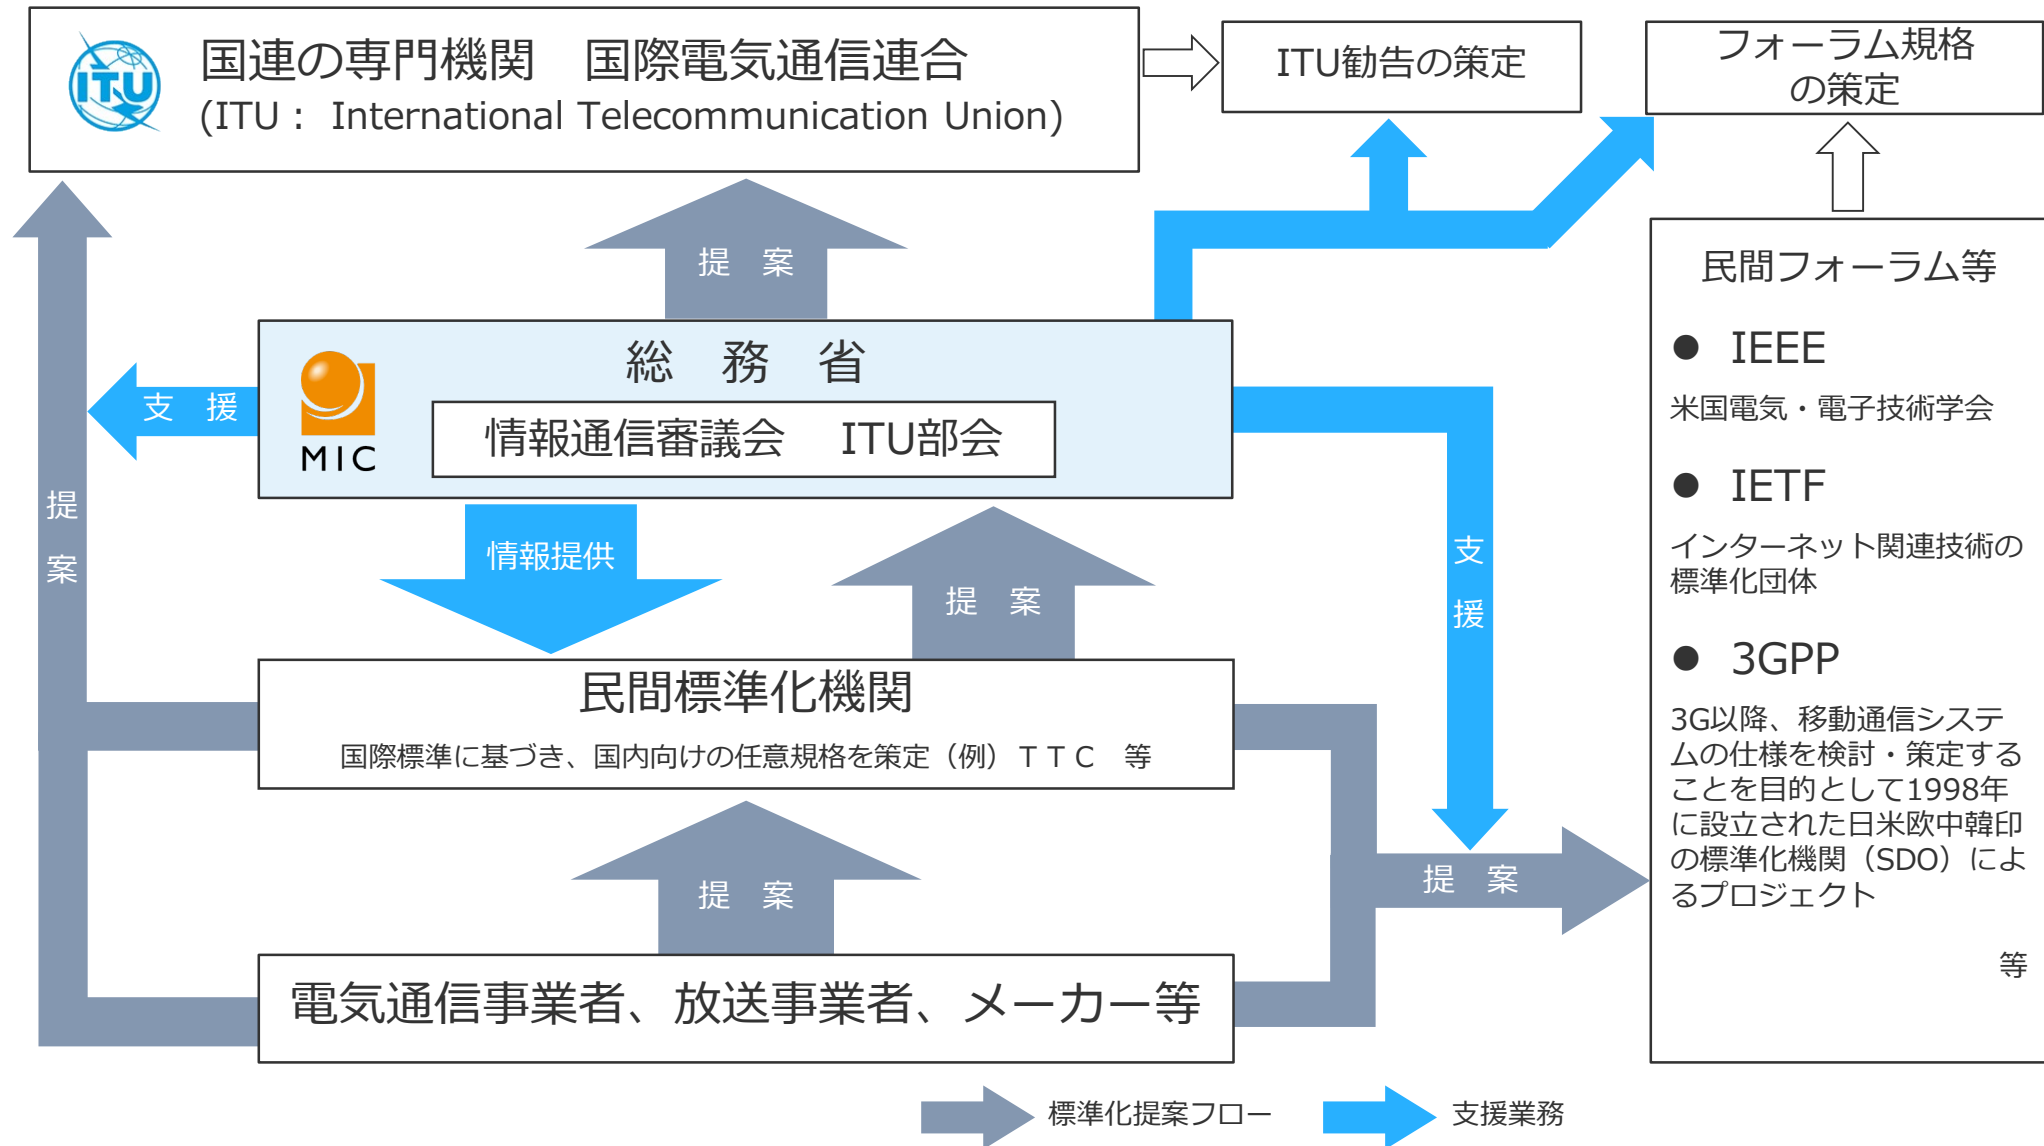 ITU
国連の専門機関　国際電気通信連合
(ITU： International Telecommunication Union)
ITU勧告の策定
フォーラム規格
の策定
提　案
総　務　省
MIC
情報通信審議会　ITU部会
支　援
提
案
情報提供
提　案
支
援
民間標準化機関
国際標準に基づき、国内向けの任意規格を策定（例）ＴＴＣ　等
提　案
提　案
電気通信事業者、放送事業者、メーカー等
民間フォーラム等
● IEEE
米国電気・電子技術学会
● IETF
インターネット関連技術の
標準化団体
● 3GPP
3G以降、移動通信システ
ムの仕様を検討・策定する
ことを目的として1998年
に設立された日米欧中韓印
の標準化機関（SDO）によ
るプロジェクト
等
標準化提案フロー
支援業務